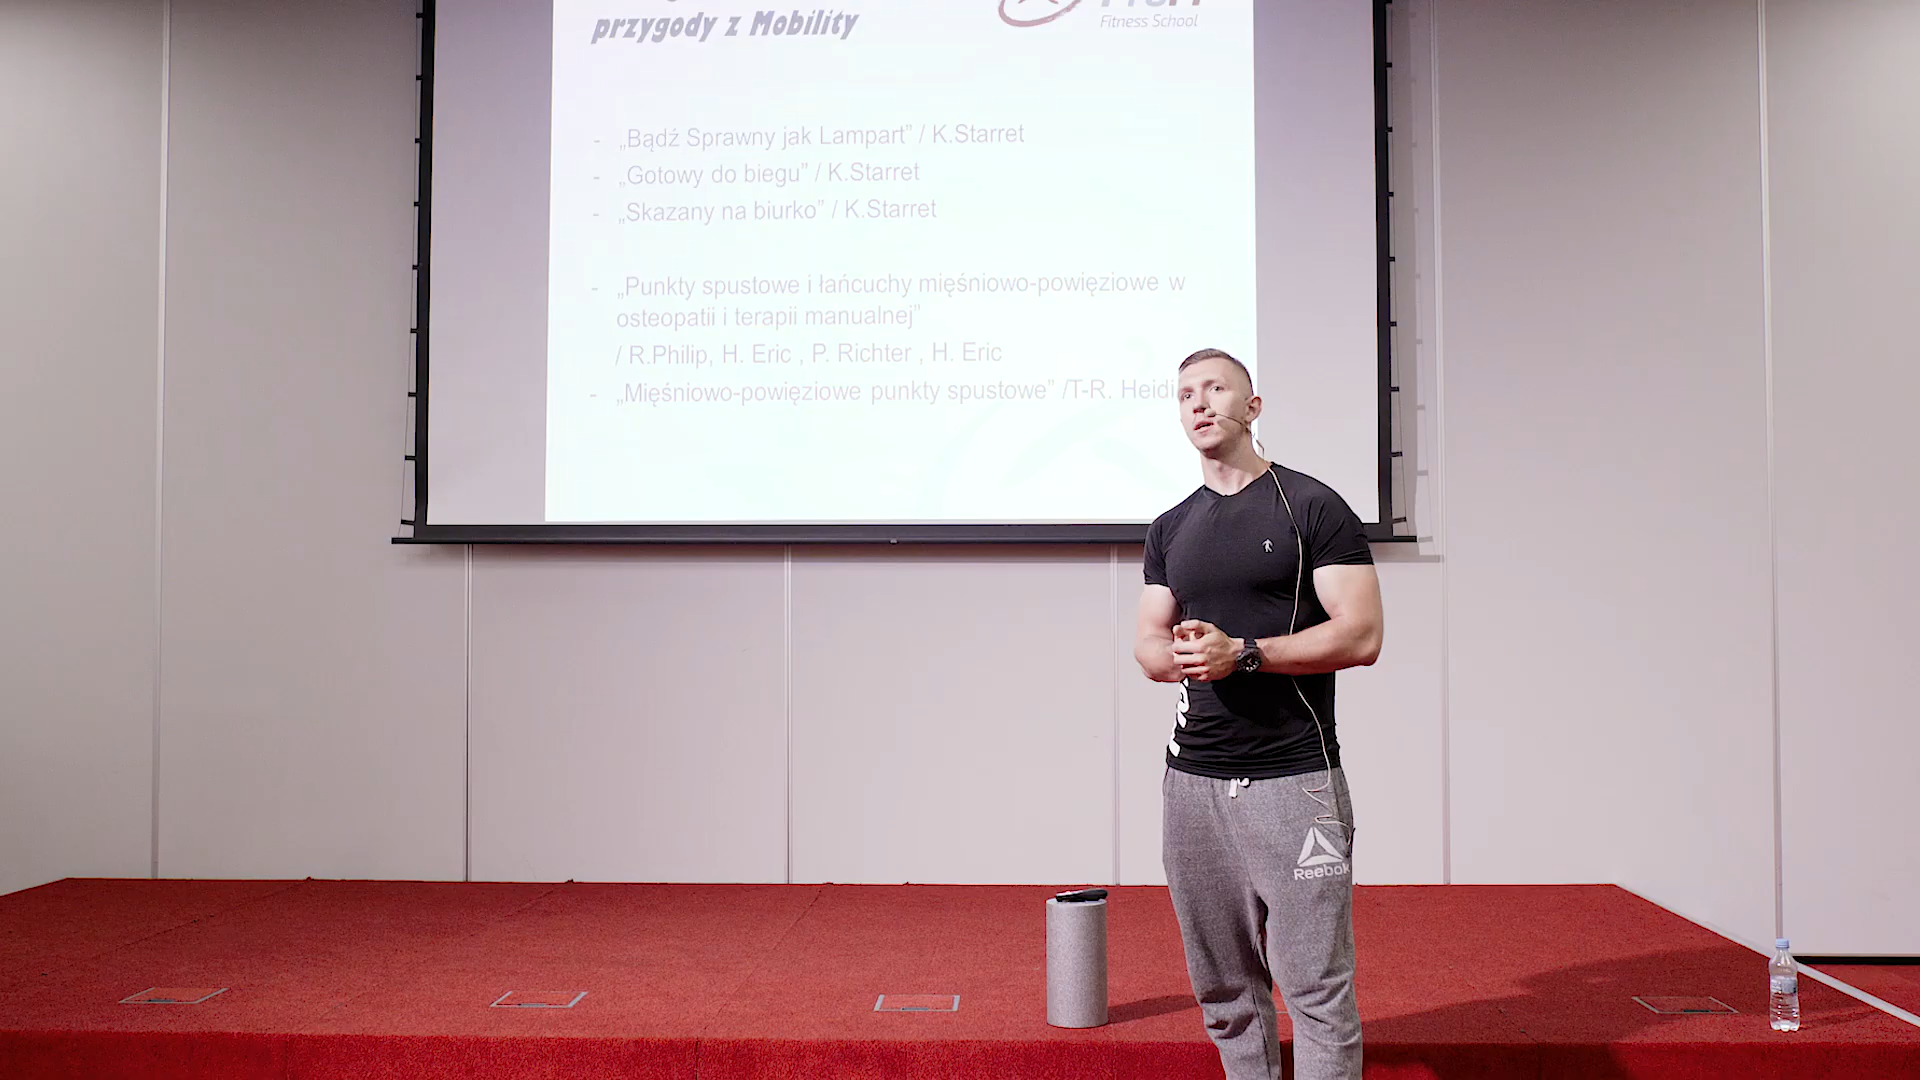 przygody z Mobility
Fitness School
- „Bądź Sprawny jak Lampart” / K.Starret
- „Gotowy do biegu” / K.Starret
- „Skazany na biurko” / K.Starret
- „Punkty spustowe i łańcuchy mięśniowo-powięziowe w
osteopatii i terapii manualnej”
/ R.Philip, H. Eric , P. Richter , H. Eric
- „Mięśniowo-powięziowe punkty spustowe” /T-R. Heidi
Reebok